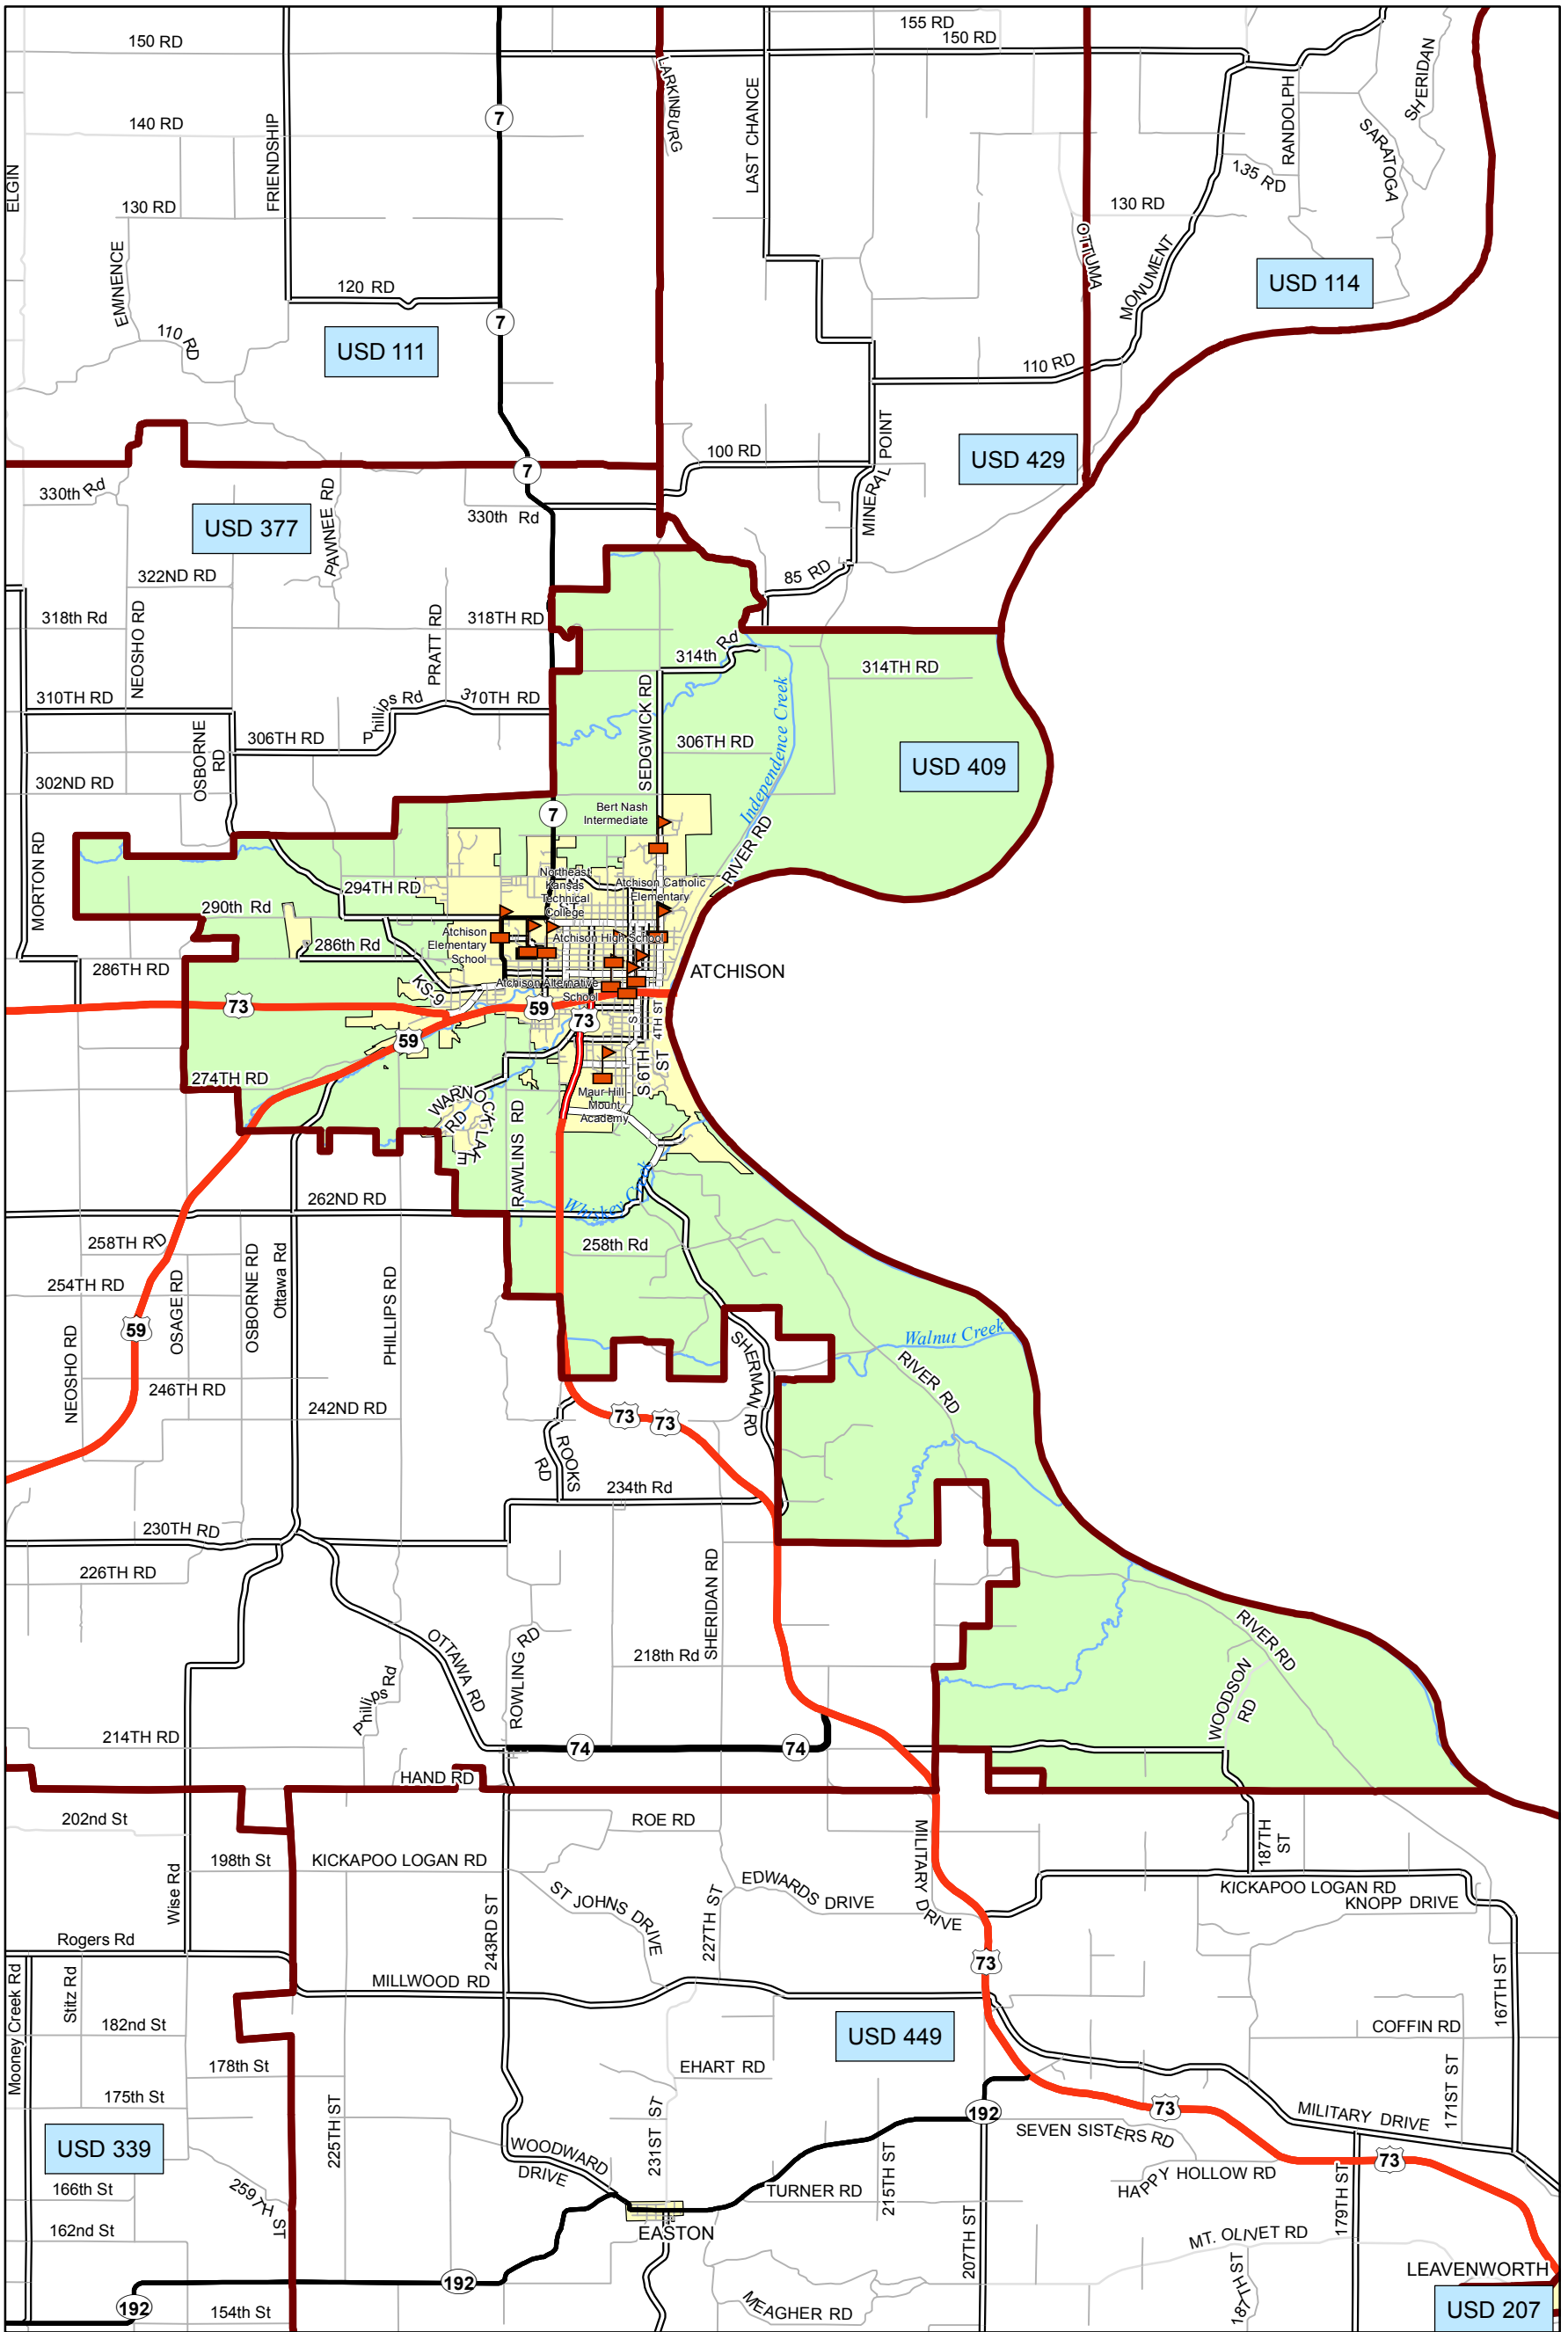 155 RD
150 RD
150 RD
LARKINBURG
SHERIDAN
7
LAST CHANCE
RANDOLPH
140 RD
FRIENDSHIP
SARATOGA
ELGIN
135 RD
130 RD
130 RD
EMINENCE
OTTUMA
MONUMENT
USD 114
120 RD
7
110 RD
USD 111
110 RD
MINERAL POINT
100 RD
USD 429
7
330th Rd
PAWNEE RD
330th Rd
USD 377
322ND RD
85 RD
318th Rd
NEOSHO RD
PRATT RD
318TH RD
314th Rd
314TH RD
310TH RD
Phillips Rd
310TH RD
SEDGWICK RD
Independence Creek
OSBORNE
RD
306TH RD
306TH RD
USD 409
302ND RD
7
Bert Nash
Intermediate
MORTON RD
RIVER RD
294TH RD
Northeast
Kansas
Technical
College
Atchison Catholic
Elementary
ST
290th Rd
Atchison
Elementary
School
Atchison High School
286th Rd
286TH RD
ATCHISON
KS-9
Atchison Alternative
School
73
59
73
4TH ST
59
S 6TH
ST
274TH RD
WARNOCK LAKE
RD
RAWLINS RD
Maur Hill -
Mount
Academy
262ND RD
Whiskey Creek
258TH RD
258th Rd
254TH RD
OSAGE RD
OSBORNE RD
Ottawa Rd
PHILLIPS RD
59
NEOSHO RD
SHERMAN RD
Walnut Creek
RIVER RD
246TH RD
242ND RD
73
73
ROOKS
RD
234th Rd
230TH RD
226TH RD
SHERIDAN RD
OTTAWA RD
ROWLING RD
218th Rd
RIVER RD
WOODSON
RD
Phillips Rd
214TH RD
74
74
HAND RD
202nd St
ROE RD
MILITARY DRIVE
187TH
ST
198th St
KICKAPOO LOGAN RD
Wise Rd
ST JOHNS DRIVE
EDWARDS DRIVE
227TH ST
KICKAPOO LOGAN RD
KNOPP DRIVE
243RD ST
Rogers Rd
73
Mooney Creek Rd
Stitz Rd
MILLWOOD RD
167TH ST
182nd St
USD 449
COFFIN RD
178th St
EHART RD
175th St
225TH ST
192
73
171ST ST
MILITARY DRIVE
SEVEN SISTERS RD
USD 339
WOODWARD
DRIVE
231ST ST
215TH ST
73
HAPPY HOLLOW RD
166th St
259TH ST
TURNER RD
179TH ST
162nd St
EASTON
207TH ST
MT. OLIVET RD
187TH ST
LEAVENWORTH
192
192
154th St
MEAGHER RD
USD 207